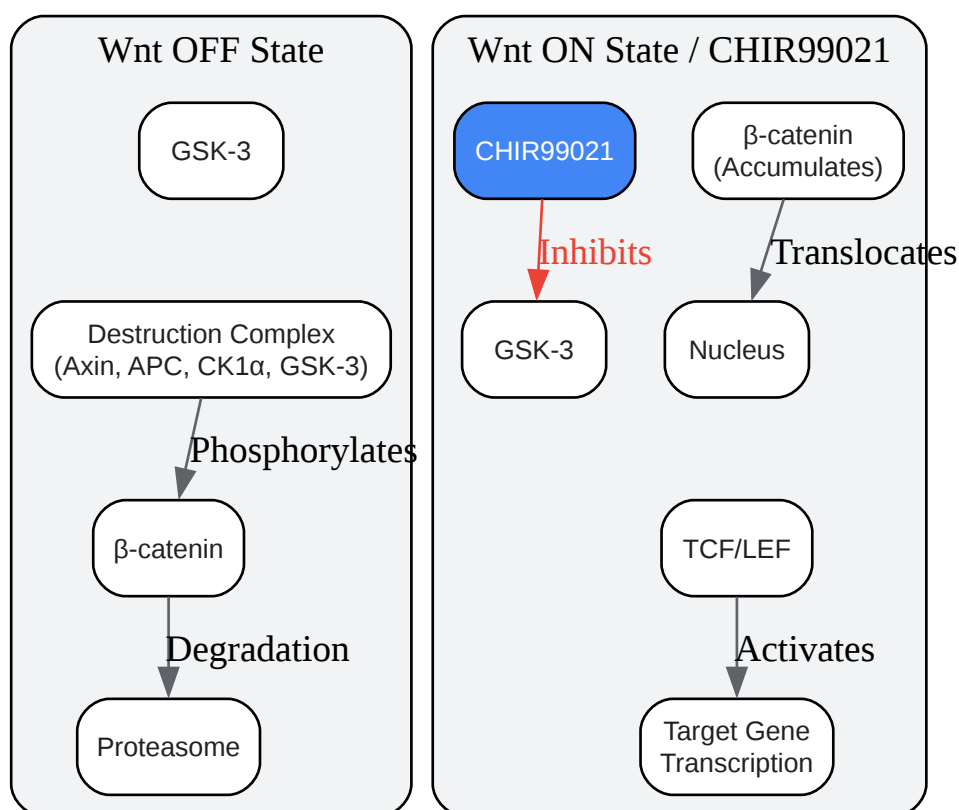 Wnt OFF State
GSK-3
Destruction Complex
(Axin, APC, CK1α, GSK-3)
Phosphorylates
β-catenin
Degradation
Proteasome
Wnt ON State / CHIR99021
CHIR99021
β-catenin
(Accumulates)
Inhibits
Translocates
GSK-3
Nucleus
TCF/LEF
Activates
Target Gene
Transcription